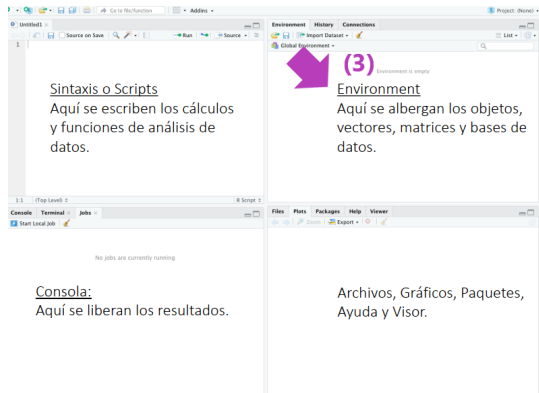 Go to file/function
Addins
Project: (None)
Untitled1
Source on Save
Run
Source
1
Sintaxis o Scripts
Aquí se escriben los cálculos
y funciones de análisis de
datos.
1:1 (Top Level) R Script
Environment History Connections
Import Dataset
List
Global Environment
(3)
Environment is empty
Environment
Aquí se albergan los objetos,
vectores, matrices y bases de
datos.
Console Terminal Jobs
Start Local Job
No jobs are currently running
Consola:
Aquí se liberan los resultados.
Files Plots Packages Help Viewer
Zoom Export
Archivos, Gráficos, Paquetes,
Ayuda y Visor.